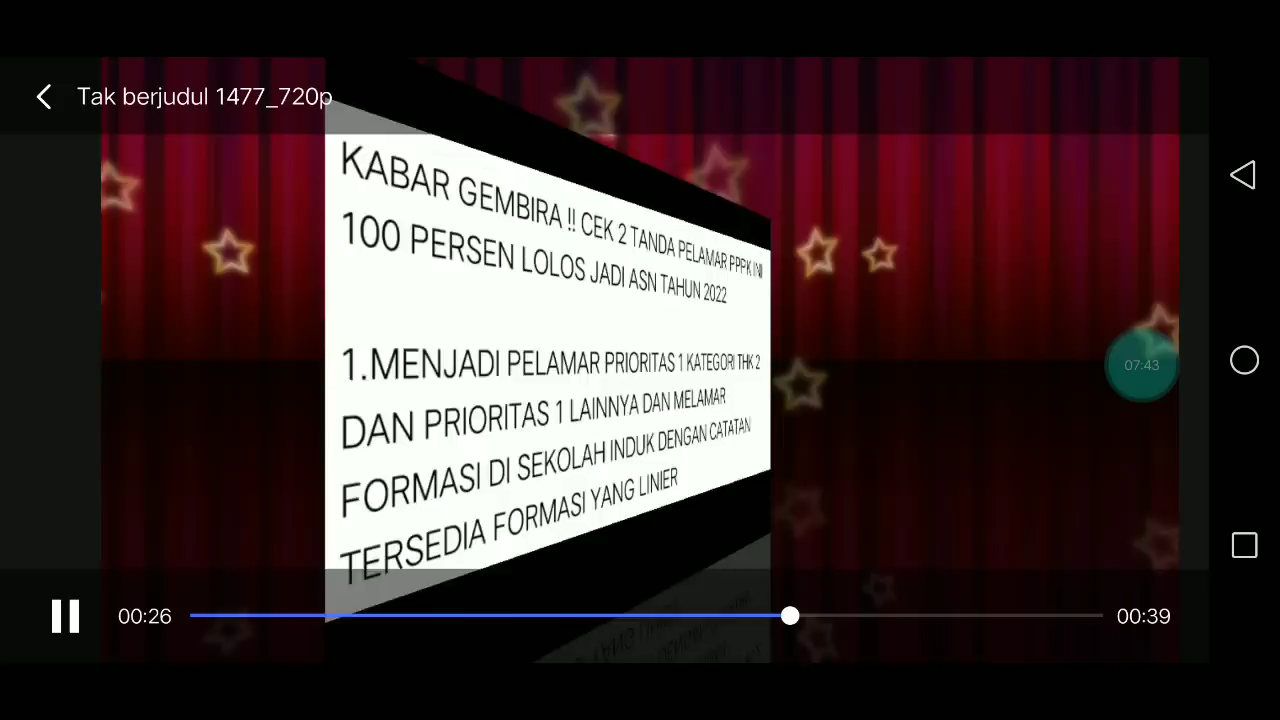 Tak berjudul 1477_720p
KABAR GEMBIRA !! CEK 2 TANDA PELAMAR PPPK INI
100 PERSEN LOLOS JADI ASN TAHUN 2022
1.MENJADI PELAMAR PRIORITAS 1 KATEGORI THK 2
DAN PRIORITAS 1 LAINNYA DAN MELAMAR
FORMASI DI SEKOLAH INDUK DENGAN CATATAN
TERSEDIA FORMASI YANG LINIER
07:43
00:26
00:39